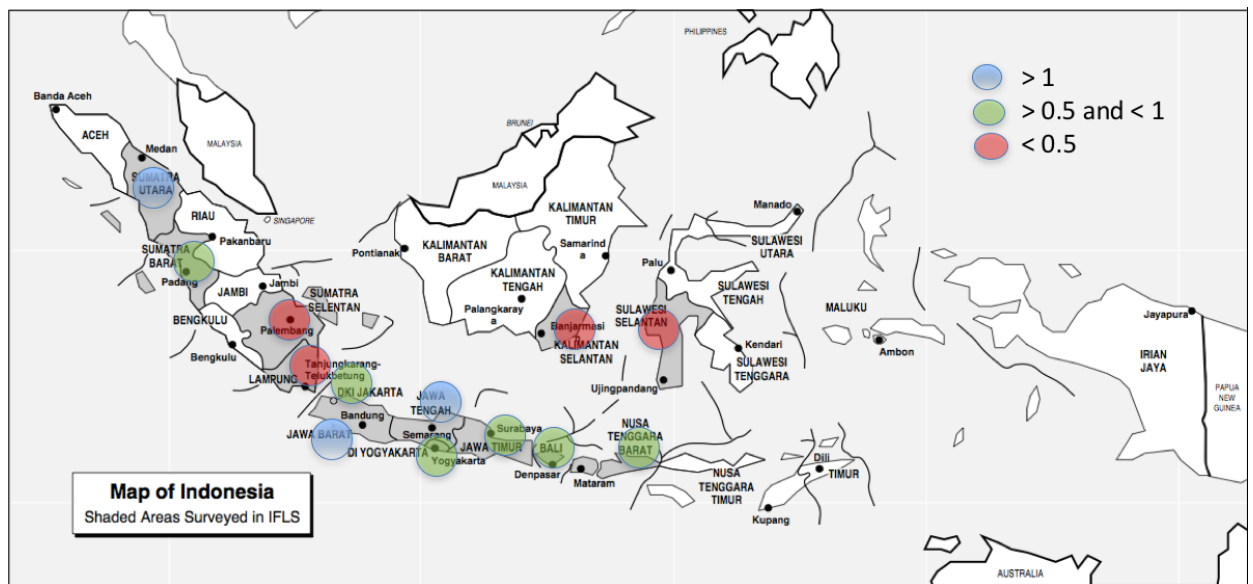 PHILIPPINES
> 1
> 0.5 and < 1
< 0.5
Banda Aceh
ACEH
Medan
MALAYSIA
SUMATRA
UTARA
BRUNEI
MALAYSIA
SINGAPORE
RIAU
Pakanbaru
SUMATRA
BARAT
Padang
JAMBI
Jambi
SUMATRA
SELENTAN
Palembang
BENGKULU
Bengkulu
Tanjungkarang-
Telukbetung
LAMPUNG
Pontianak
KALIMANTAN
BARAT
KALIMANTAN
TIMUR
Samarind
a
KALIMANTAN
TENGAH
Palangkaray
a
Banjarmasi
KALIMANTAN
SELANTAN
Manado
SULAWESI
UTARA
Palu
SULAWESI
TENGAH
SULAWESI
SELANTAN
Kendari
SULAWESI
TENGGARA
Ujingpandang
MALUKU
Ambon
Jayapura
IRIAN
JAYA
PAPUA
NEW
GUINEA
DKI JAKARTA
Bandung
JAWA BARAT
JAWA
TENGAH
Semarang
DI YOGYAKARTA
Yogyakarta
Surabaya
JAWA TIMUR
BALI
Denpasar
Mataram
NUSA
TENGGARA
BARAT
NUSA
TENGGARA
TIMUR
Dili
TIMUR
Kupang
AUSTRALIA
Map of Indonesia
Shaded Areas Surveyed in IFLS